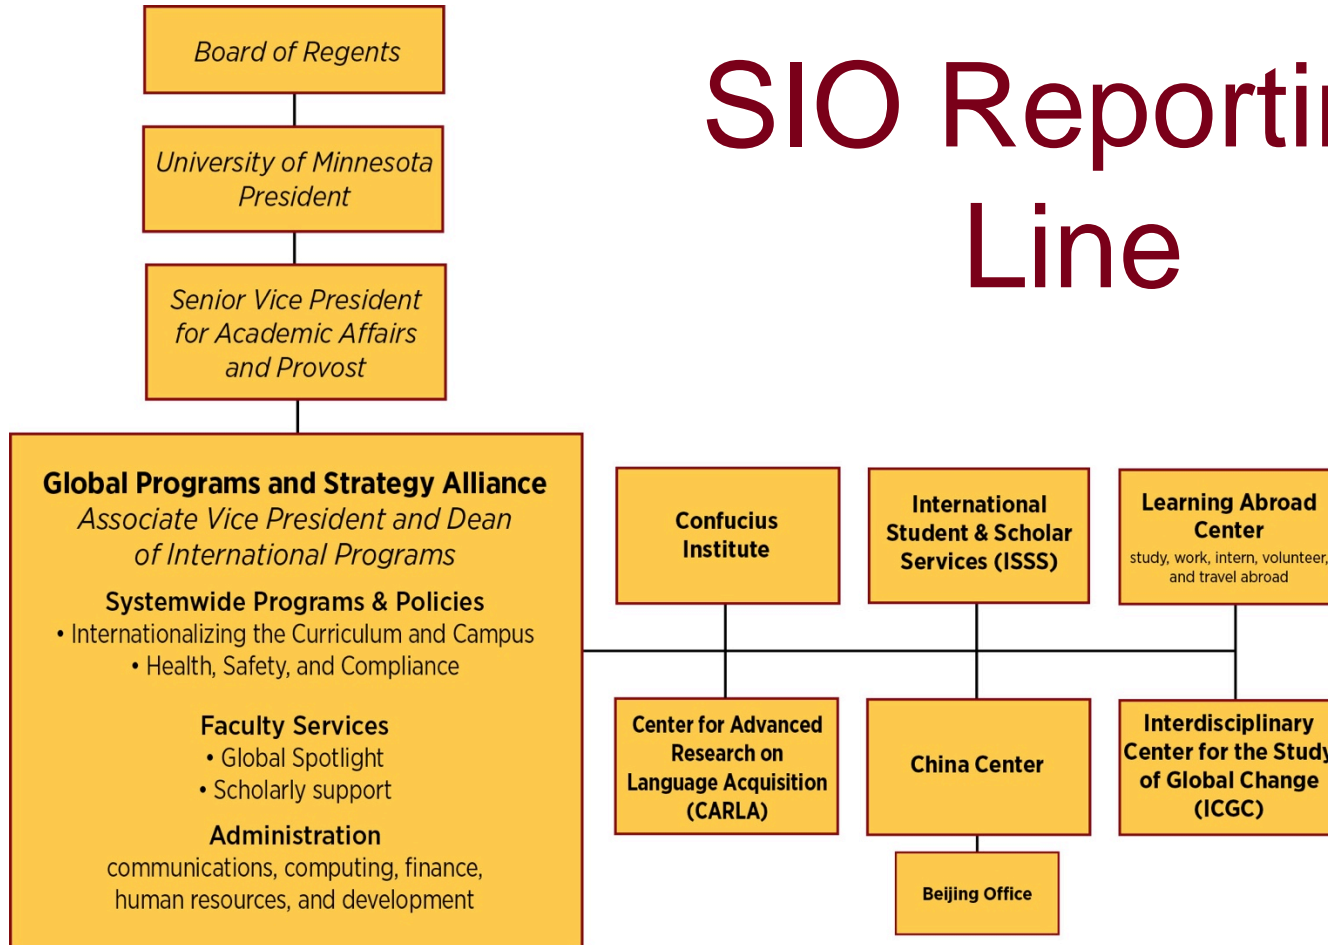 Board of Regents
University of Minnesota
President
Senior Vice President
for Academic Affairs
and Provost
SIO Reportin
Line
Global Programs and Strategy Alliance
Associate Vice President and Dean
of International Programs
Systemwide Programs & Policies
• Internationalizing the Curriculum and Campus
• Health, Safety, and Compliance
Faculty Services
• Global Spotlight
• Scholarly support
Administration
communications, computing, finance,
human resources, and development
Confucius
Institute
International
Student & Scholar
Services (ISSS)
Learning Abroad
Center
study, work, intern, volunteer,
and travel abroad
Center for Advanced
Research on
Language Acquisition
(CARLA)
China Center
Interdisciplinary
Center for the Study
of Global Change
(ICGC)
Beijing Office